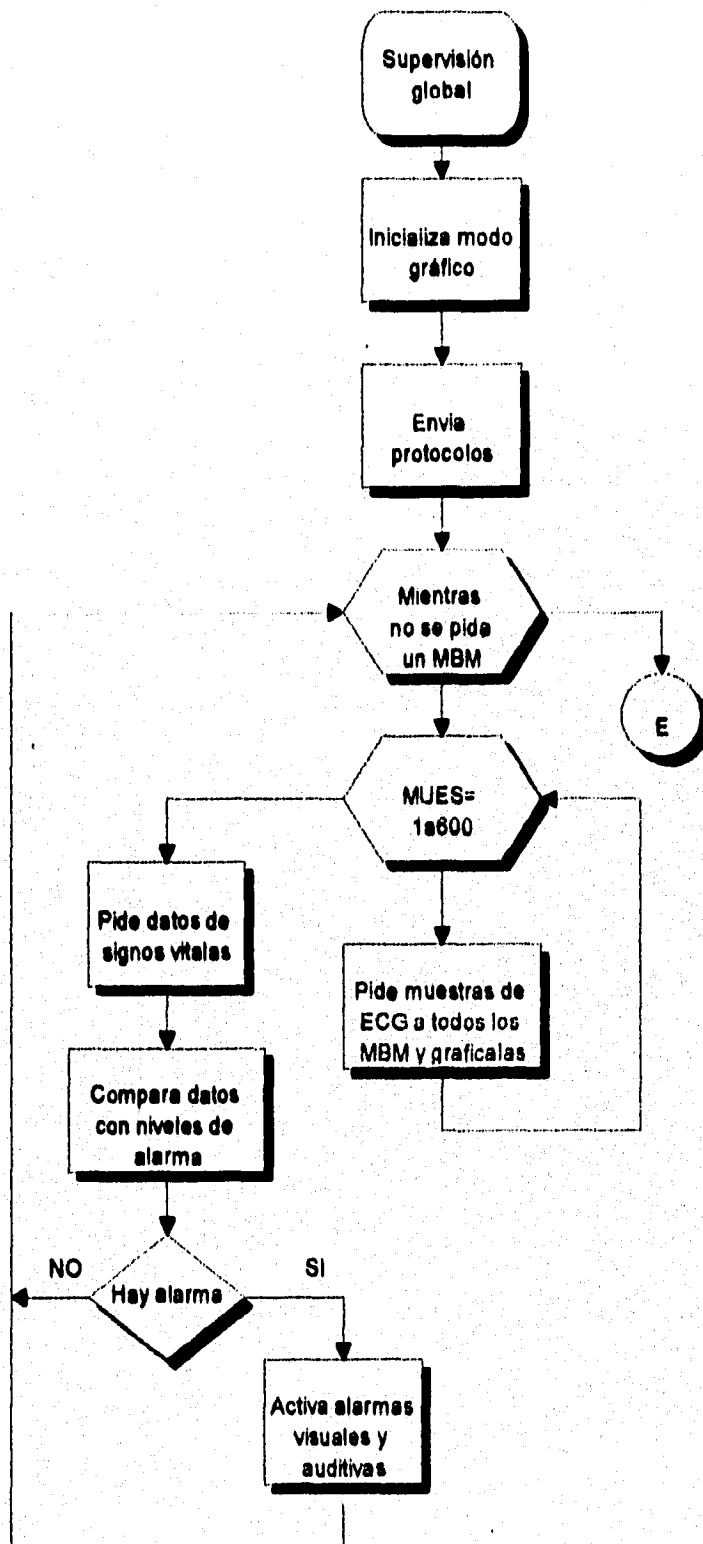 Supervisión
global
Inicializa modo
gráfico
Envia
protocolos
Mientras
no se pida
un MBM
E
MUES=
1a600
Pide datos de
signos vitalas
Pide muestras de
ECG a todos los
MBM y graficalas
Compara datos
con niveles de
alarma
NO
Hay alarma
SI
Activa alarmas
visuales y
auditivas